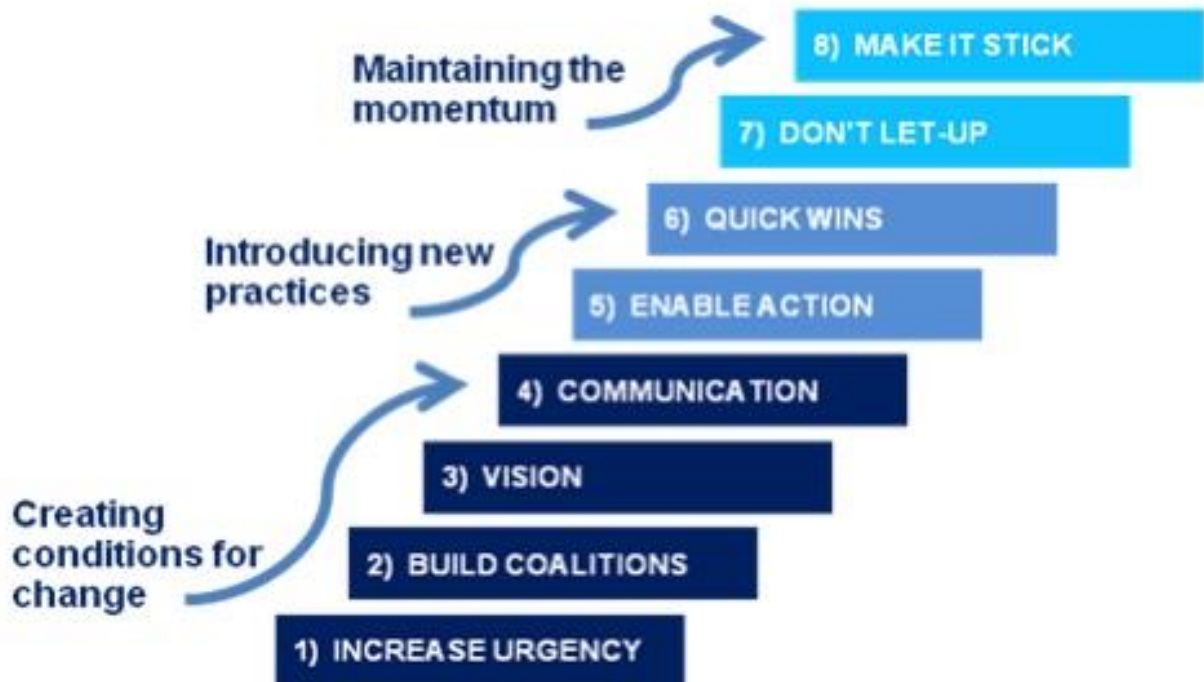 Maintaining the
momentum
8) MAKE IT STICK
7) DON'T LET-UP
Introducing new
practices
6) QUICK WINS
5) ENABLE ACTION
4) COMMUNICATION
3) VISION
Creating
conditions for
change
2) BUILD COALITIONS
1) INCREASE URGENCY